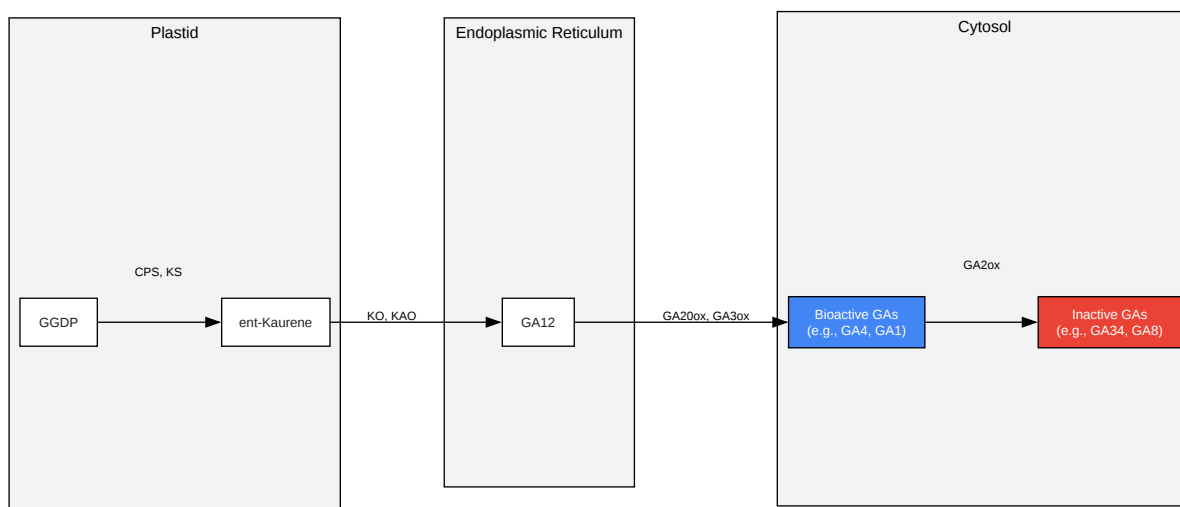 Plastid
Endoplasmic Reticulum
Cytosol
CPS, KS
GA2ox
GGDP
ent-Kaurene
KO, KAO
GA12
GA20ox, GA3ox
Bioactive GAs
(e.g., GA4, GA1)
Inactive GAs
(e.g., GA34, GA8)